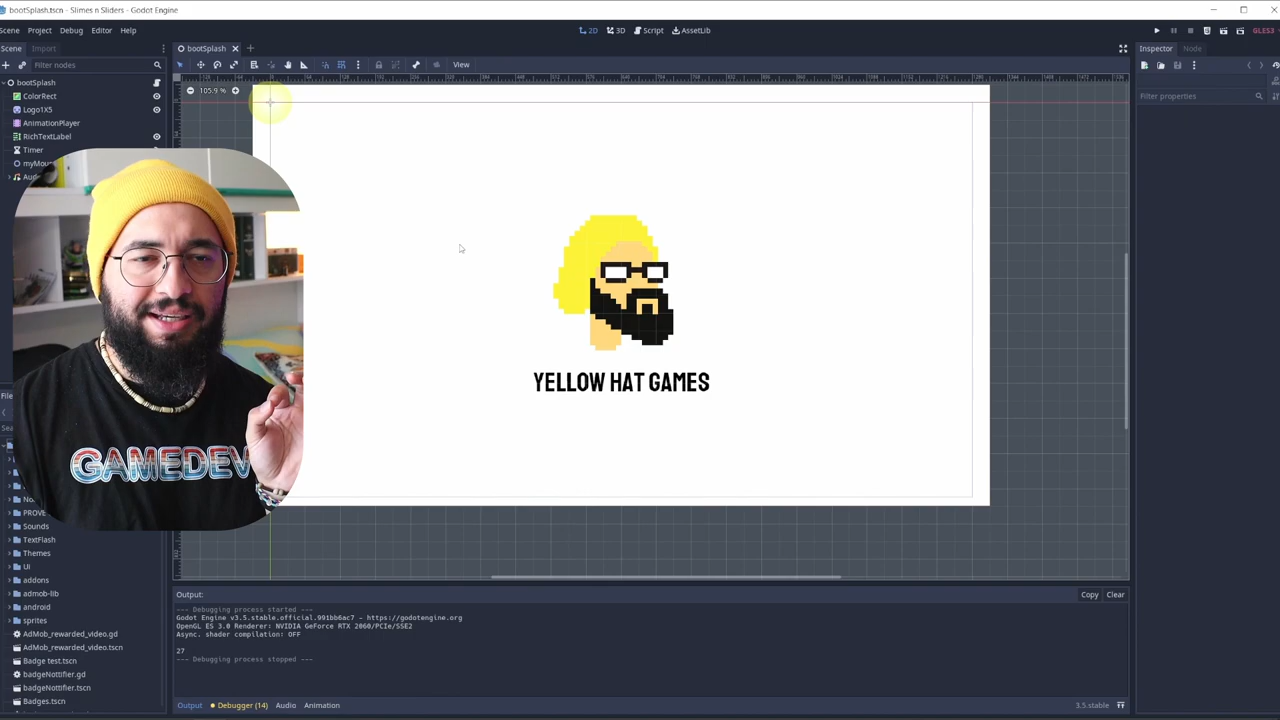 bootSplash.tscn - Slimes n Sliders - Godot Engine
Scene Project Debug Editor Help
2D 3D Script AssetLib
GLES3
Scene Import
bootSplash
Inspector Node
Filter nodes
View
Filter properties
bootSplash
ColorRect
105.9 %
Logo1X5
AnimationPlayer
RichTextLabel
Timer
YELLOW HAT GAMES
GAMEDEV
Sounds
TextFlash
Themes
Ui
addons
admob-lib
android
sprites
AdMob_rewarded_video.gd
AdMob_rewarded_video.tscn
Badge test.tscn
badgeNottifier.gd
badgeNottifier.tscn
Badges.tscn
Output:
Copy Clear
--- Debugging process started ---
Godot Engine v3.5.stable.official.991bb6ac7 - https://godotengine.org
OpenGL ES 3.0 Renderer: NVIDIA GeForce RTX 2060/PCIe/SSE2
Async. shader compilation: OFF
27
--- Debugging process stopped ---
Output Debugger (14) Audio Animation
3.5.stable